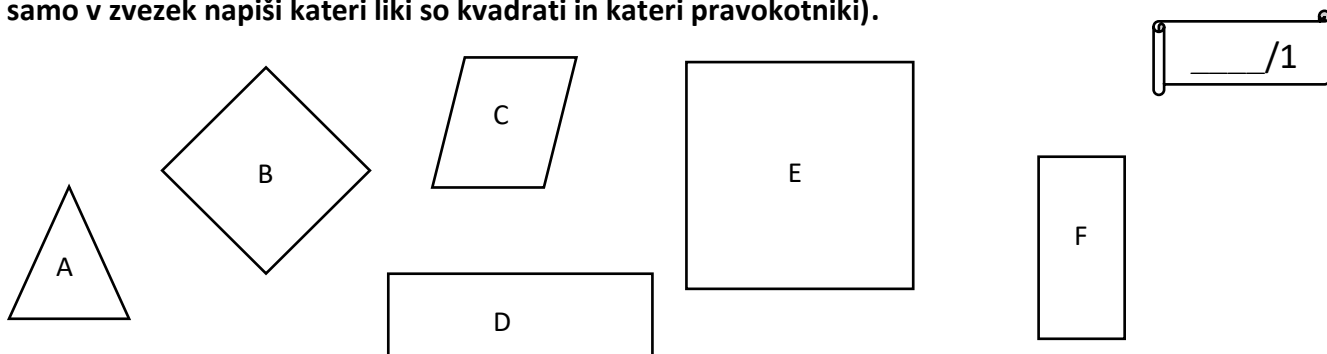 samo v zvezek napiši kateri liki so kvadrati in kateri pravokotniki).
____/1
C
B
E
F
A
D